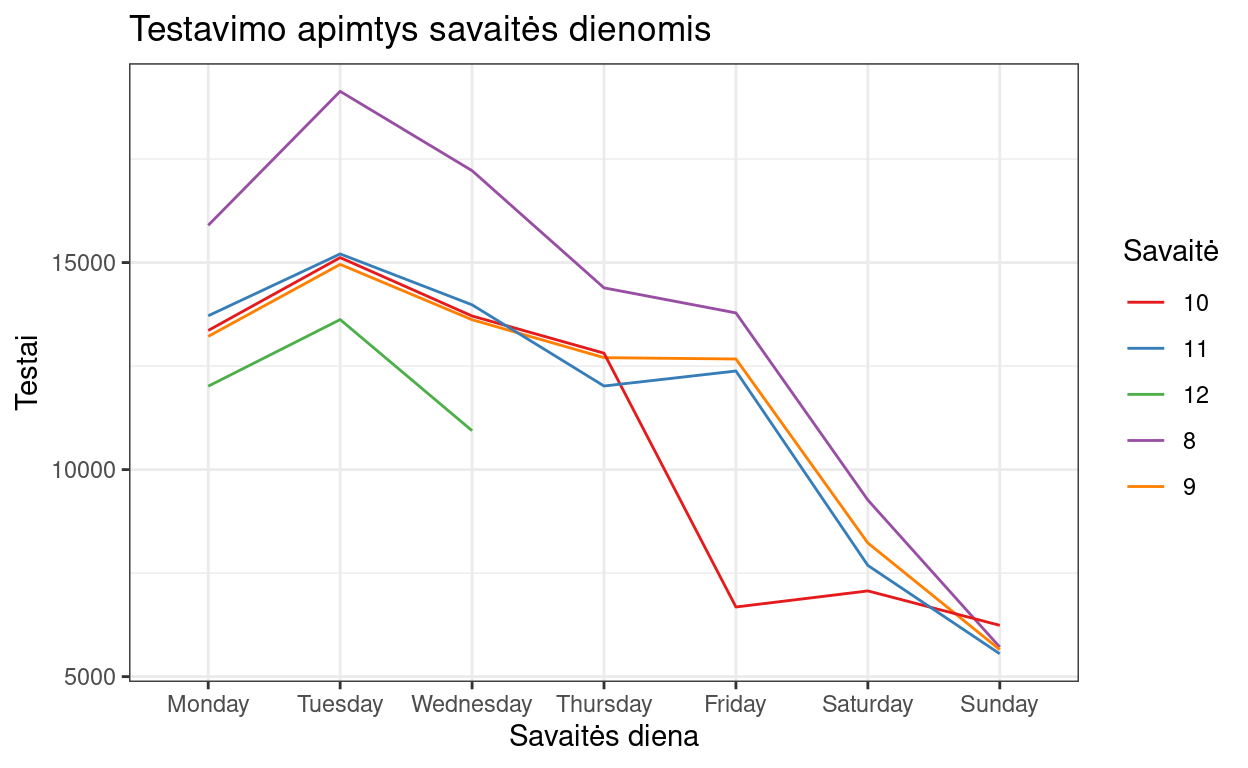 Testavimo apimtys savaitės dienomis
Testai
15000
10000
5000
Monday Tuesday Wednesday Thursday Friday Saturday Sunday
Savaitės diena
Savaitė
10
11
12
8
9